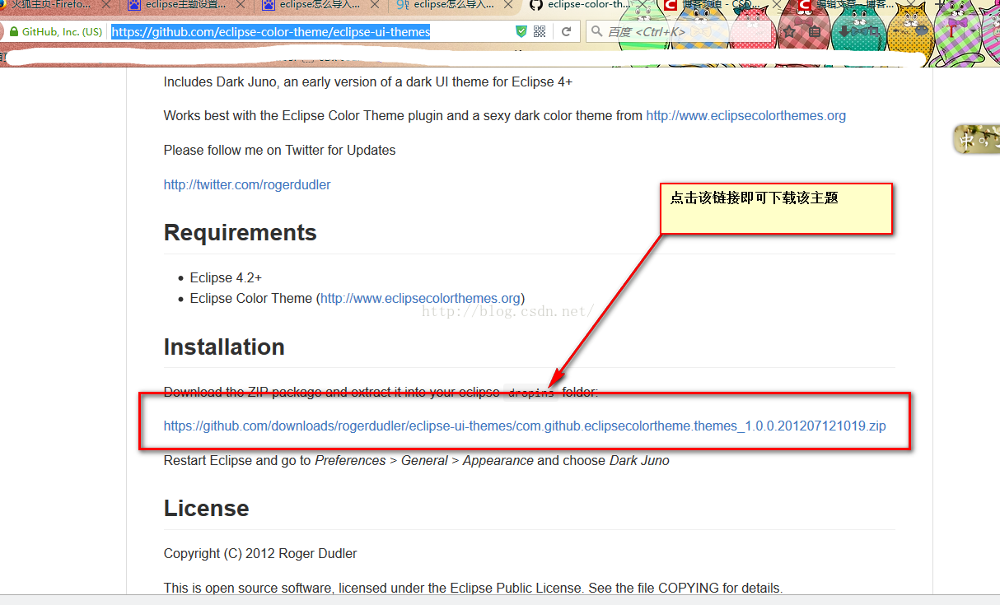 火狐主页-Firefo...
eclipse主题设置...
eclipse怎么导入...
eclipse怎么导入...
eclipse-color-th...
博客频道 - CSD...
编辑文章 - 博客...
GitHub, Inc. (US)
https://github.com/eclipse-color-theme/eclipse-ui-themes
百度 <Ctrl+K>
Includes Dark Juno, an early version of a dark UI theme for Eclipse 4+
Works best with the Eclipse Color Theme plugin and a sexy dark color theme from http://www.eclipsecolorthemes.org
中
Please follow me on Twitter for Updates
http://twitter.com/rogerdudler
点击该链接即可下载该主题
Requirements
Eclipse 4.2+
Eclipse Color Theme (http://www.eclipsecolorthemes.org)
http://blog.csdn.net/
Installation
Download the ZIP package and extract it into your eclipse dropins folder:
https://github.com/downloads/rogerdudler/eclipse-ui-themes/com.github.eclipsecolortheme.themes_1.0.0.201207121019.zip
Restart Eclipse and go to Preferences > General > Appearance and choose Dark Juno
License
Copyright (C) 2012 Roger Dudler
This is open source software, licensed under the Eclipse Public License. See the file COPYING for details.